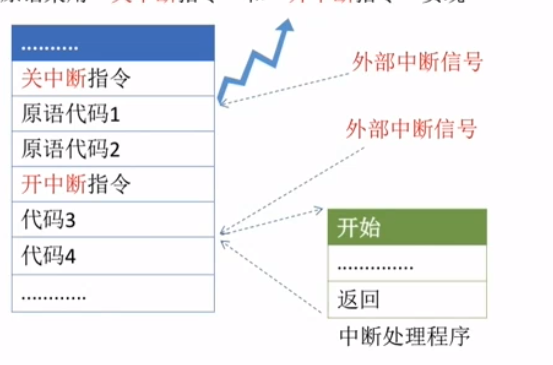 ..........
关中断指令
原语代码1
原语代码2
开中断指令
代码3
代码4
............
外部中断信号
外部中断信号
开始
..............
返回
中断处理程序